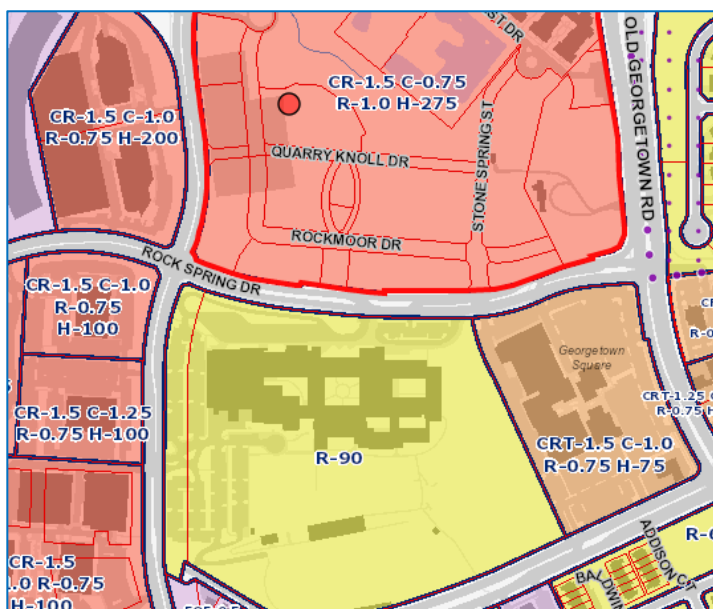 ST DR
OLD GEORGETOWN RD
CR-1.5 C-0.75
R-1.0 H-275
CR-1.5 C-1.0
R-0.75 H-200
QUARRY KNOLL DR
STONE SPRING ST
ROCKMOOR DR
ROCK SPRING DR
CR-1.5 C-1.0
R-0.75
H-100
Georgetown
Square
CRT-1.25 C
R-0.75 H
CR-1.5 C-1.25
R-0.75 H-100
CRT-1.5 C-1.0
R-0.75 H-75
R-90
CR-1.5
1.0 R-0.75
H-100
ADDISON CT
BALDWIN